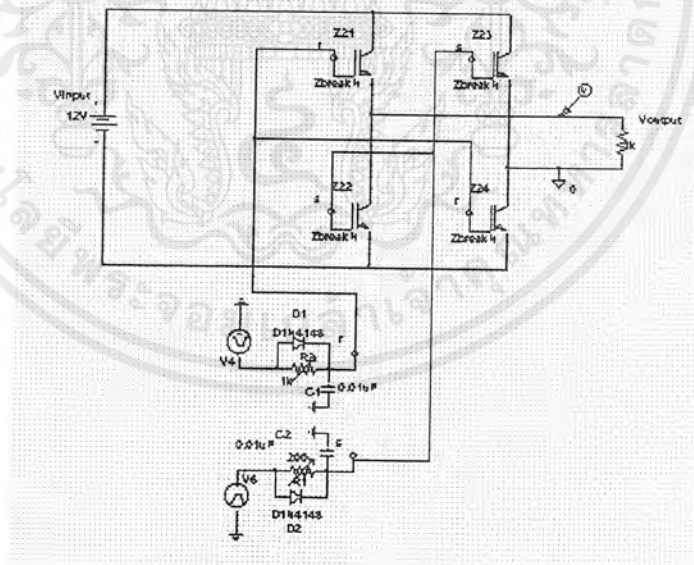 Z21
Z23
r
s
Zbreak N
Zbreak N
Vinput
12V
+
-
V
Voutput
1k
0
Z22
Z24
s
r
Zbreak N
Zbreak N
D1
D1N4148
r
V4
R3
1k
C1
0.01uF
C2
0.01uF
s
V6
200
D1N4148
D2